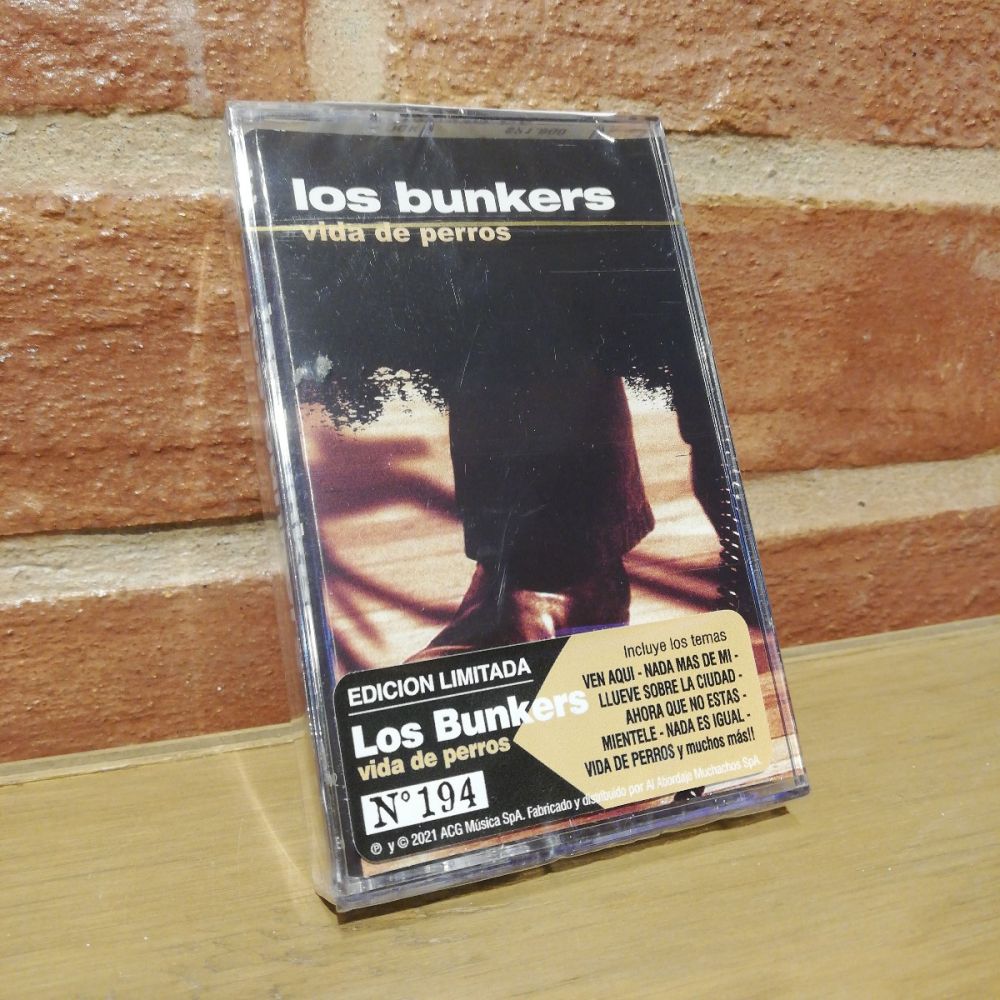 los bunkers
vida de perros
EDICION LIMITADA
Los Bunkers
vida de perros
N° 194
Incluye los temas
VEN AQUI - NADA MAS DE MI -
LLUEVE SOBRE LA CIUDAD -
AHORA QUE NO ESTAS -
MIENTELE - NADA ES IGUAL -
VIDA DE PERROS y muchos más!!
℗ y © 2021 ACG Música SpA. Fabricado y distribuido por Al Abordaje Muchachos SpA.